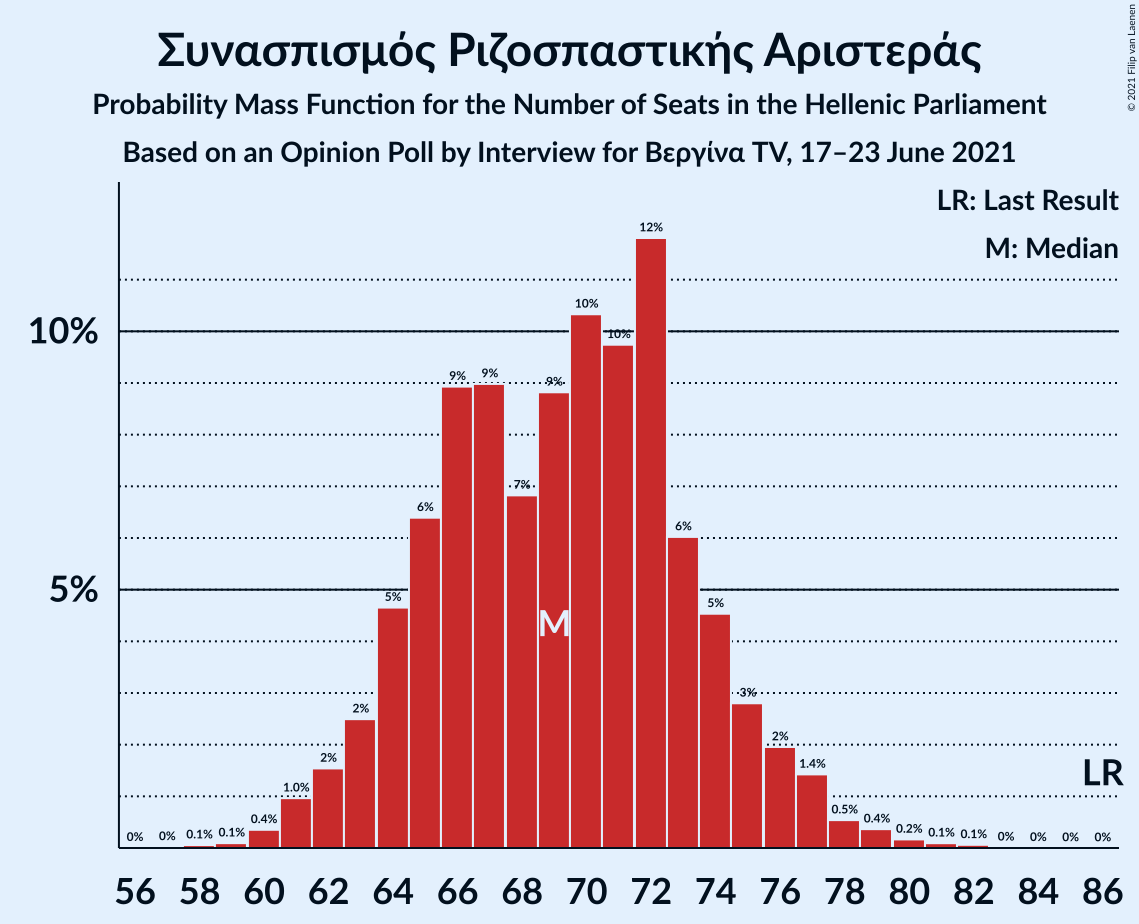 Συνασπισμός Ριζοσπαστικής Αριστεράς
Probability Mass Function for the Number of Seats in the Hellenic Parliament
Based on an Opinion Poll by Interview for Βεργίνα TV, 17–23 June 2021
© 2021 Filip van Laenen
LR: Last Result
M: Median
12%
10%
10%
10%
9%
9%
9%
7%
6%
6%
5%
5%
5%
M
3%
2%
2%
LR
2%
1.4%
1.0%
0.5%
0.4%
0.4%
0% 0% 0.1% 0.1% 0.2% 0.1% 0.1% 0% 0% 0% 0%
56 58 60 62 64 66 68 70 72 74 76 78 80 82 84 86